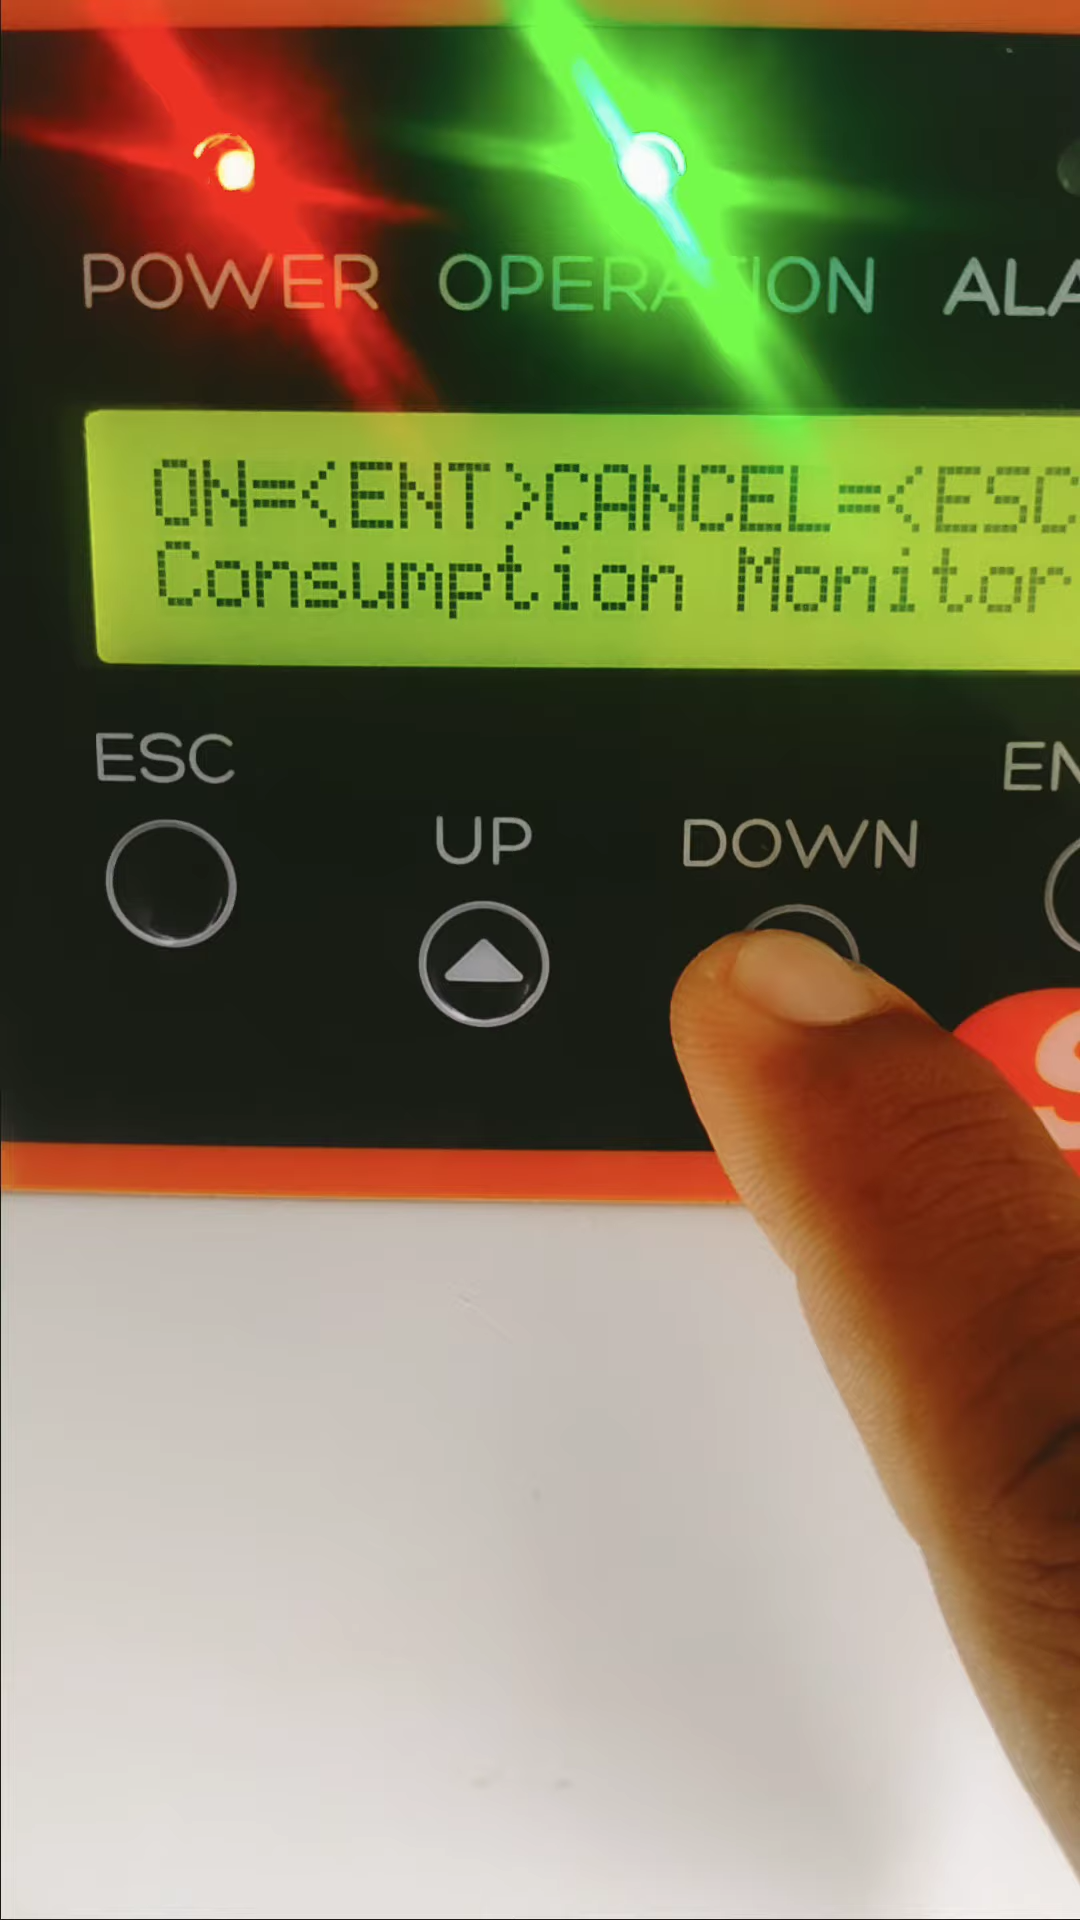 POWER OPERATION ALA
ON=<ENT>CANCEL=<ESC
Consumption Monitor
ESC
UP DOWN
EN
S